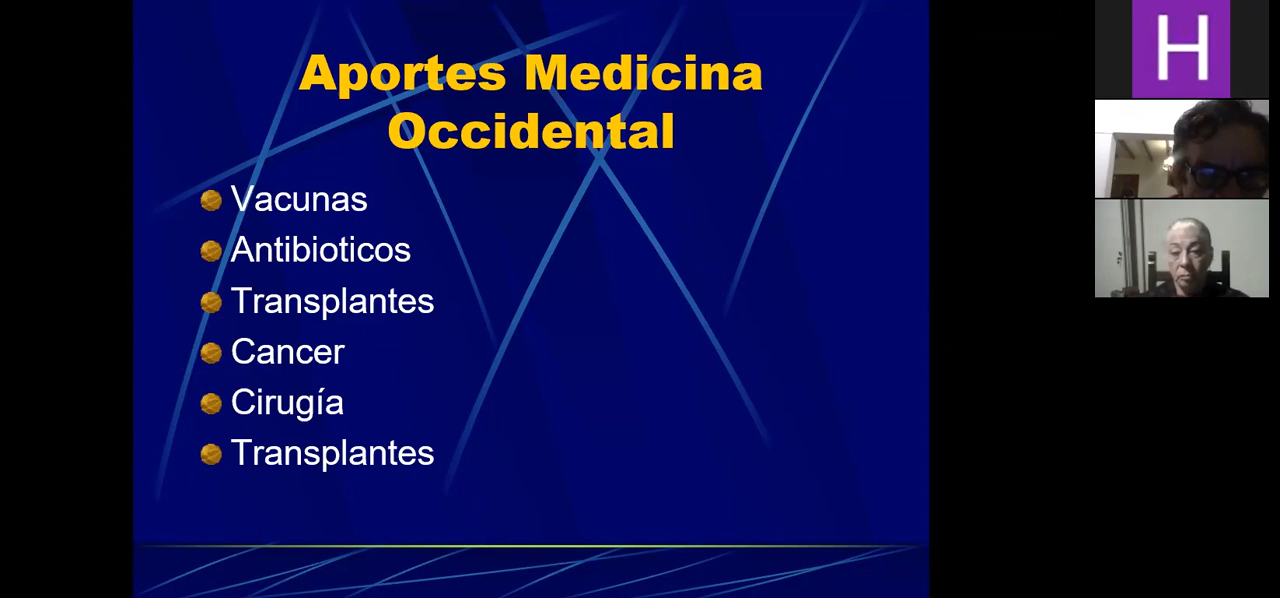 Aportes Medicina
Occidental
Vacunas
Antibioticos
Transplantes
Cancer
Cirugía
Transplantes
H